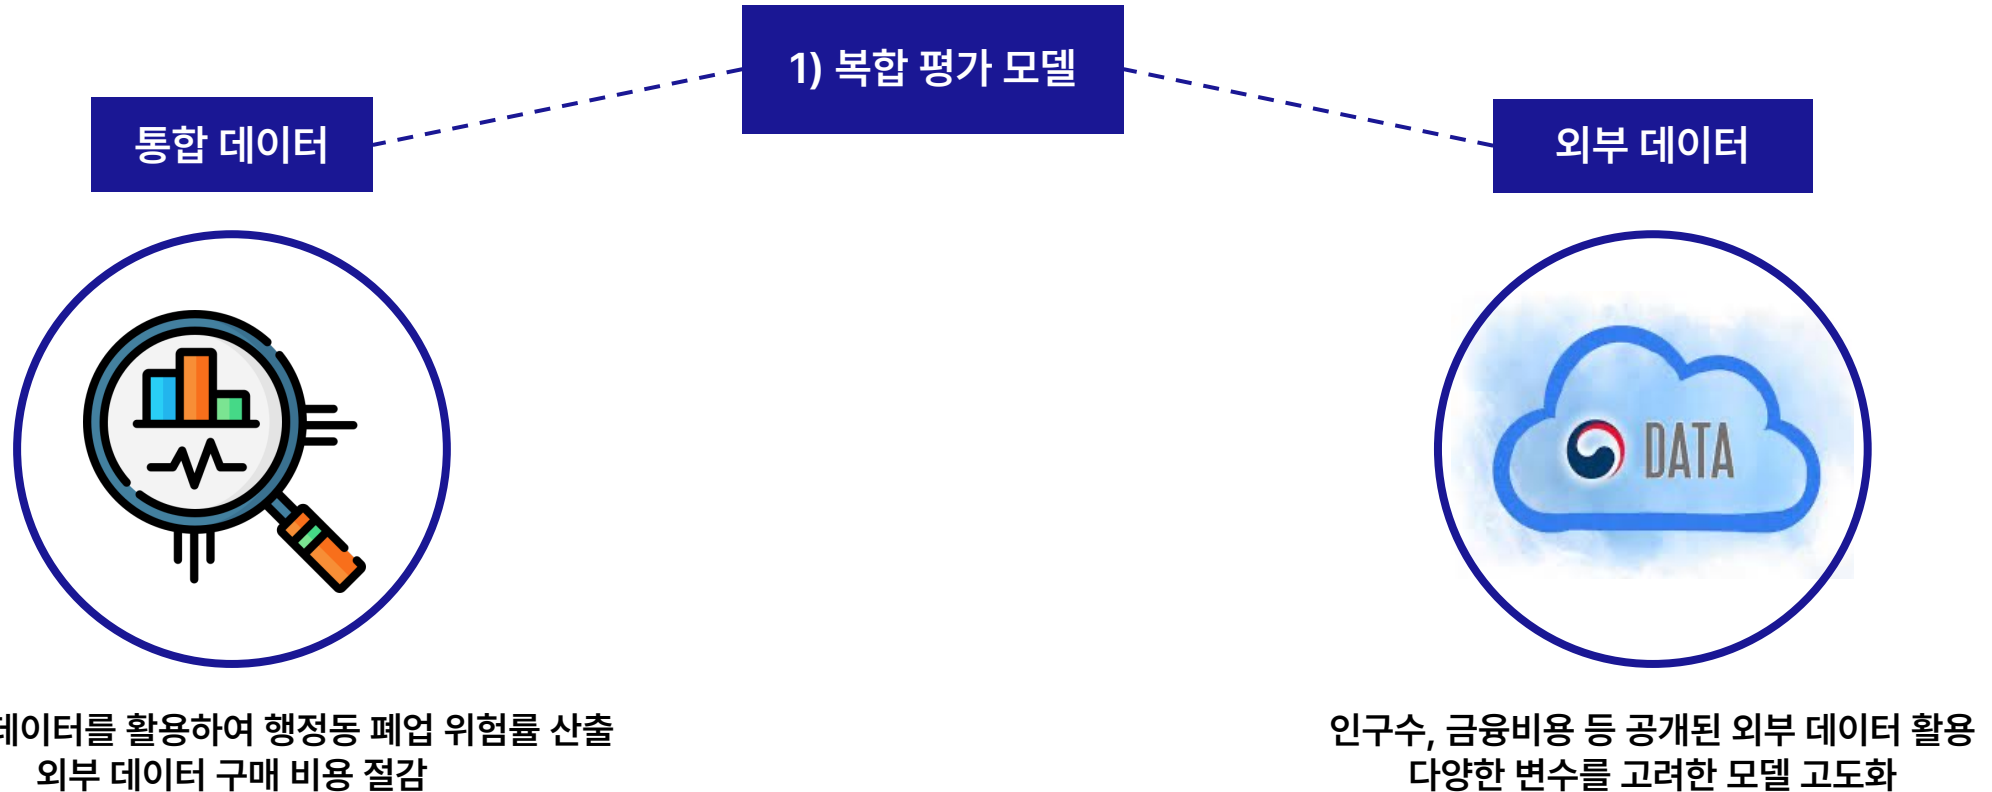 1) 복합 평가 모델
통합 데이터
외부 데이터
DATA
데이터를 활용하여 행정동 폐업 위험률 산출
외부 데이터 구매 비용 절감
인구수, 금융비용 등 공개된 외부 데이터 활용
다양한 변수를 고려한 모델 고도화